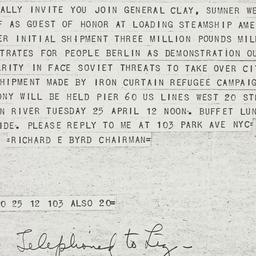 ALLY INVITE YOU JOIN GENERAL CLAY, SUMNER WE
F AS GUEST OF HONOR AT LOADING STEAMSHIP AME
ER INITIAL SHIPMENT THREE MILLION POUNDS MIL
TRATES FOR PEOPLE BERLIN AS DEMONSTRATION OU
ARITY IN FACE SOVIET THREATS TO TAKE OVER CIT
HIPMENT MADE BY IRON CURTAIN REFUGEE CAMPAIG
ONY WILL BE HELD PIER 60 US LINES WEST 20 STR
N RIVER TUESDAY 25 APRIL 12 NOON. BUFFET LUN
IDE. PLEASE REPLY TO ME AT 103 PARK AVE NYC=
=RICHARD E BYRD CHAIRMAN=
0 25 12 103 ALSO 20=
Telephoned to Liz-